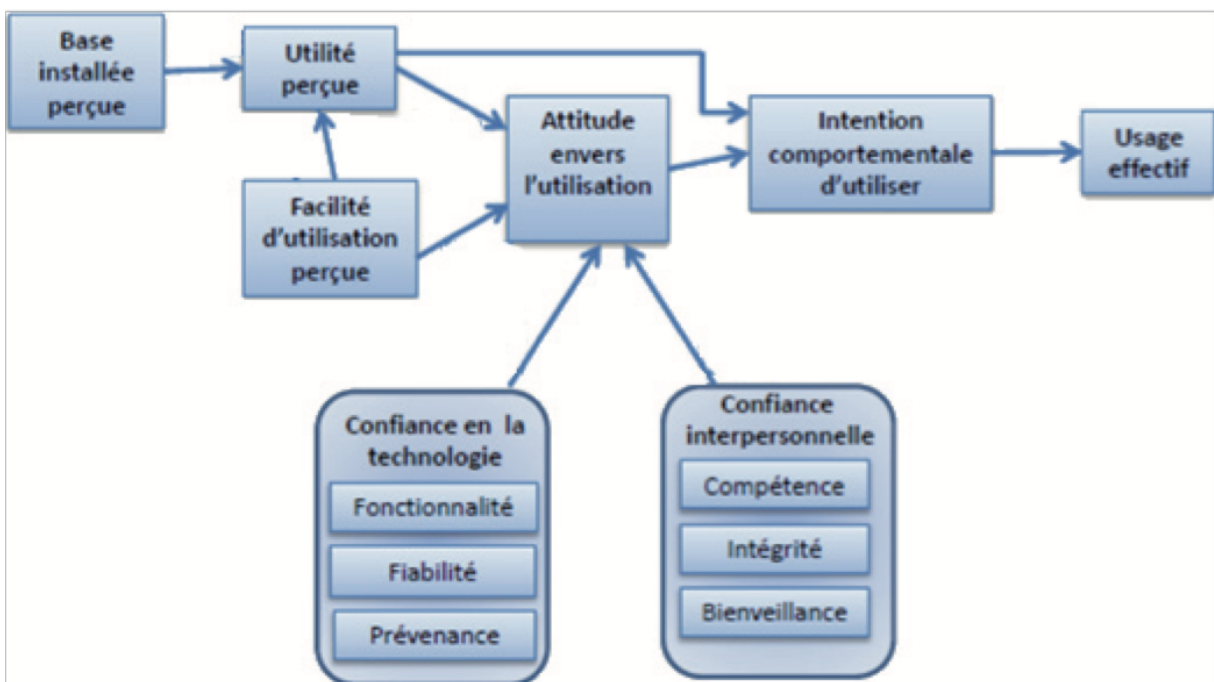 Base
installée
perçue
Utilité
perçue
Facilité
d'utilisation
perçue
Attitude
envers
l'utilisation
Intention
comportementale
d'utiliser
Usage
effectif
Confiance en la
technologie
Fonctionnalité
Fiabilité
Prévenance
Confiance
interpersonnelle
Compétence
Intégrité
Bienveillance